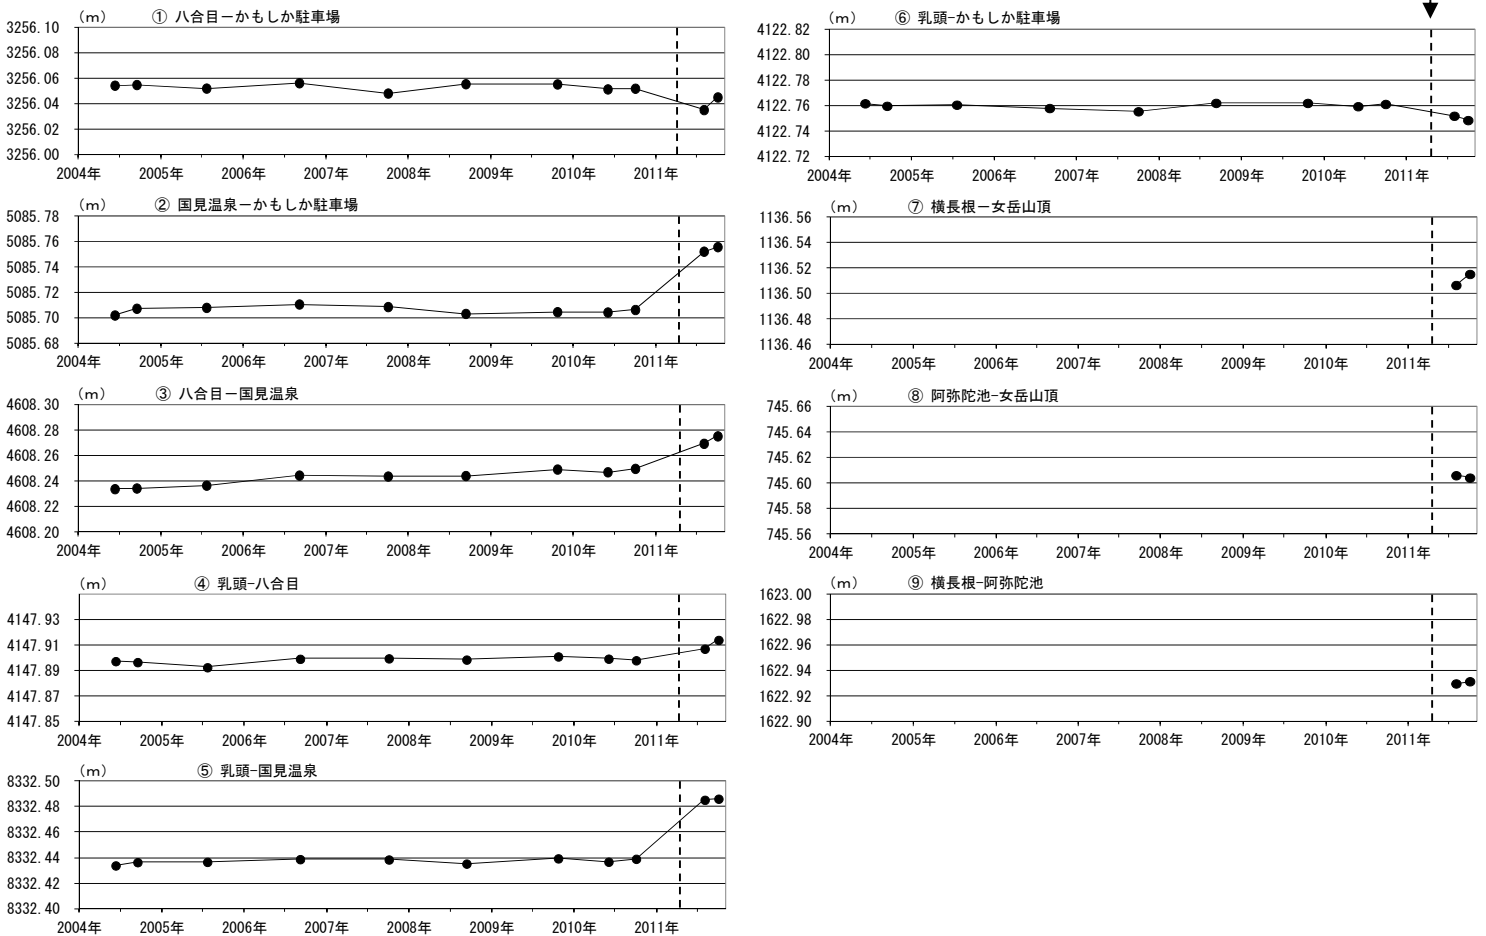 （m）　① 八合目－かもしか駐車場
3256.10
3256.08
3256.06
3256.04
3256.02
3256.00
2004年 2005年 2006年 2007年 2008年 2009年 2010年 2011年
（m）　② 国見温泉－かもしか駐車場
5085.78
5085.76
5085.74
5085.72
5085.70
5085.68
2004年 2005年 2006年 2007年 2008年 2009年 2010年 2011年
（m）　③ 八合目－国見温泉
4608.30
4608.28
4608.26
4608.24
4608.22
4608.20
2004年 2005年 2006年 2007年 2008年 2009年 2010年 2011年
（m）　④ 乳頭-八合目
4147.93
4147.91
4147.89
4147.87
4147.85
2004年 2005年 2006年 2007年 2008年 2009年 2010年 2011年
（m）　⑤ 乳頭-国見温泉
8332.50
8332.48
8332.46
8332.44
8332.42
8332.40
2004年 2005年 2006年 2007年 2008年 2009年 2010年 2011年
（m）　⑥ 乳頭-かもしか駐車場
4122.82
4122.80
4122.78
4122.76
4122.74
4122.72
2004年 2005年 2006年 2007年 2008年 2009年 2010年 2011年
（m）　⑦ 横長根－女岳山頂
1136.56
1136.54
1136.52
1136.50
1136.48
1136.46
2004年 2005年 2006年 2007年 2008年 2009年 2010年 2011年
（m）　⑧ 阿弥陀池-女岳山頂
745.66
745.64
745.62
745.60
745.58
745.56
2004年 2005年 2006年 2007年 2008年 2009年 2010年 2011年
（m）　⑨ 横長根-阿弥陀池
1623.00
1622.98
1622.96
1622.94
1622.92
1622.90
2004年 2005年 2006年 2007年 2008年 2009年 2010年 2011年